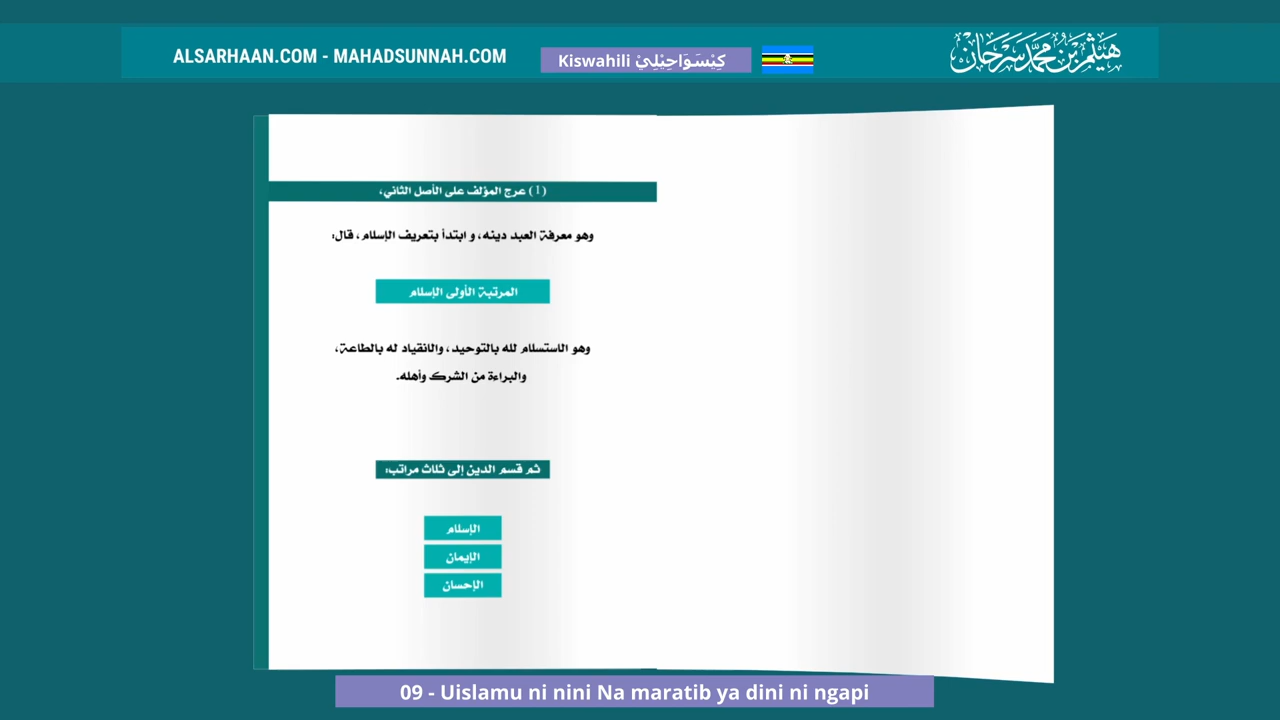 ALSARHAAN.COM - MAHADSUNNAH.COM
Kiswahili كِيْسَوَاحِيْلِيْ
هيثم بن محمد سرحان
(1) عرج المؤلف على الأصل الثاني،
وهو معرفة العبد دينه، و ابتدأ بتعريف الإسلام، قال:
المرتبة الأولى الإسلام
وهو الاستسلام لله بالتوحيد، والانقياد له بالطاعة،
والبراءة من الشرك وأهله.
ثم قسم الدين إلى ثلاث مراتب:
الإسلام
الإيمان
الإحسان
09 - Uislamu ni nini Na maratib ya dini ni ngapi